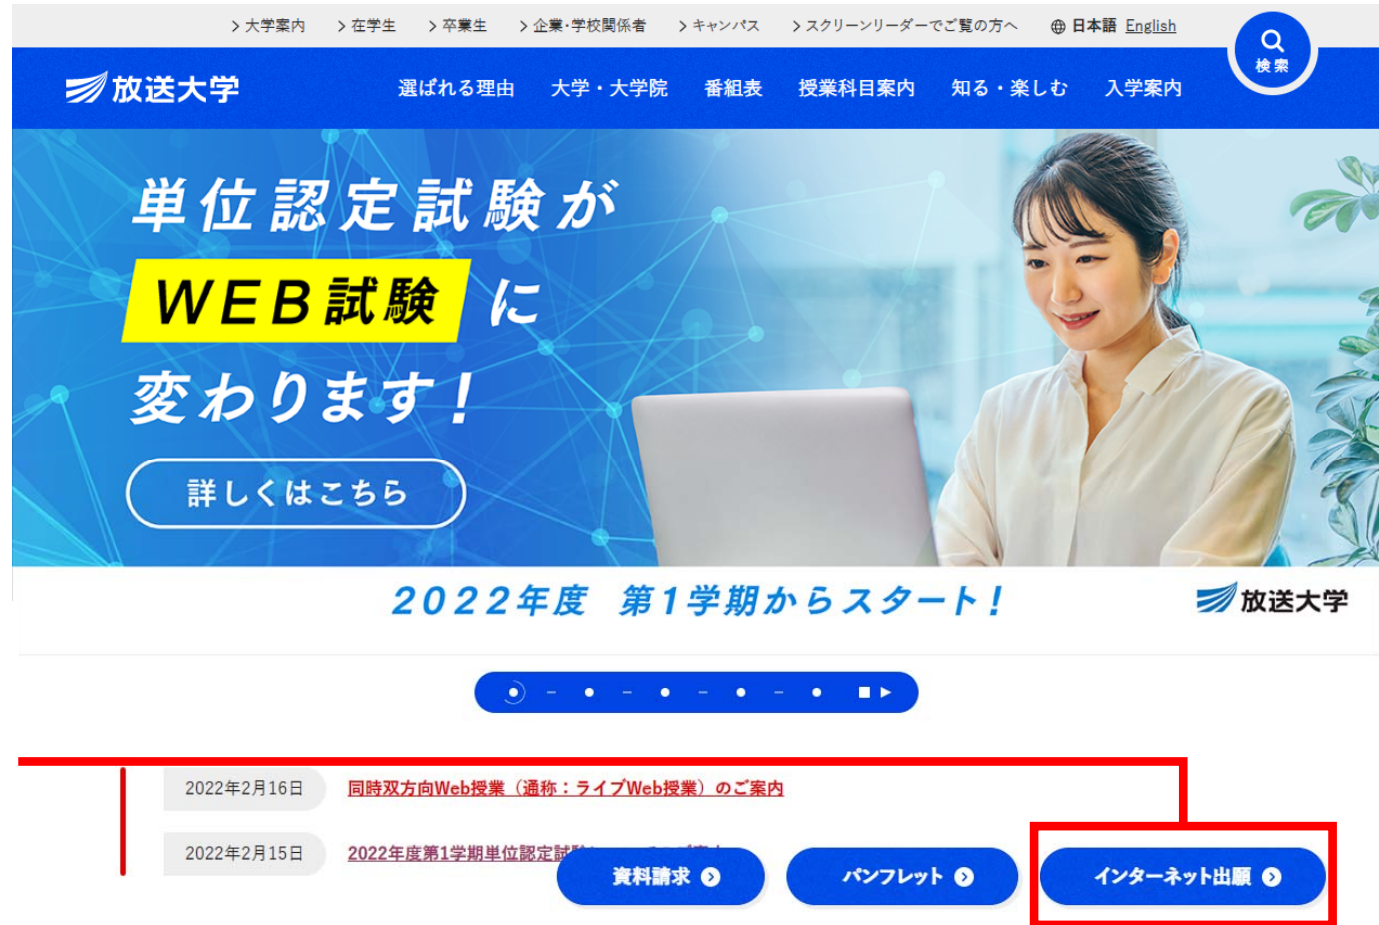 大学案内 在学生 卒業生 企業・学校関係者 キャンパス スクリーンリーダーでご覧の方へ 日本語 English
検索
放送大学 選ばれる理由 大学・大学院 番組表 授業科目案内 知る・楽しむ 入学案内
単位認定試験が
WEB試験に
変わります!
詳しくはこちら
2022年度 第1学期からスタート!
放送大学
2022年2月16日 同時双方向Web授業(通称:ライブWeb授業)のご案内
2022年2月15日 2022年度第1学期単位認定試
資料請求 パンフレット インターネット出願